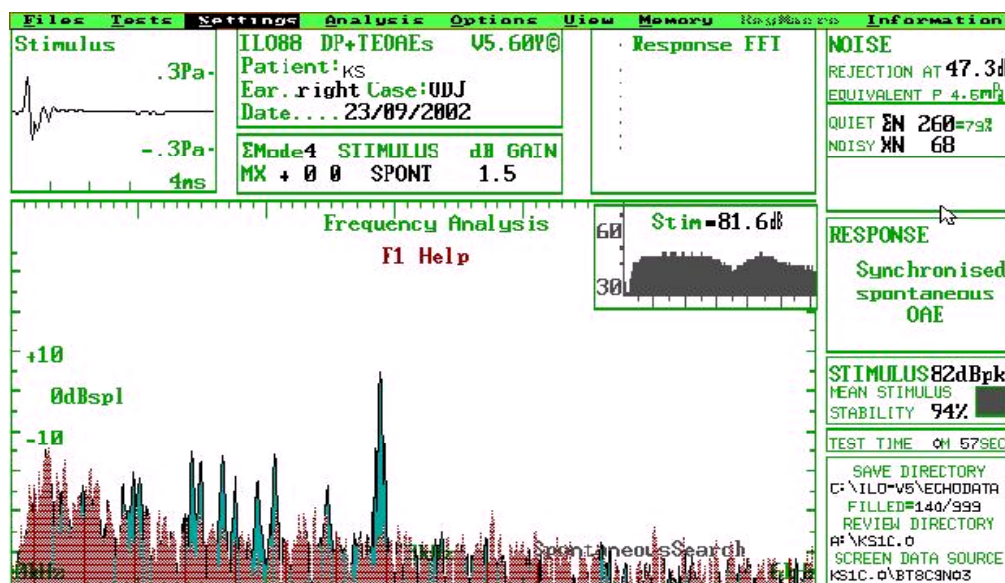 Files Tests Settings Analysis Options View Memory KeyMacro Information
Stimulus
.3Pa-
-.3Pa-
4ms
ILO88 DP+TEOAEs V5.60Y©
Patient: KS
Ear..right Case:VDJ
Date....23/09/2002
ΣMode4 STIMULUS dB GAIN
MX + 0 0 SPONT 1.5
Response FFT
NOISE
REJECTION AT 47.3d
EQUIVALENT P 4.6mPa
QUIET ΣN 260=79%
NOISY XN 68
Frequency Analysis
F1 Help
60
Stim=81.6dB
30
+10
0dBspl
-10
SpontaneousSearch
0kHz
RESPONSE
Synchronised
spontaneous
OAE
STIMULUS 82dBpk
MEAN STIMULUS
STABILITY 94%
TEST TIME 0M 57SEC
SAVE DIRECTORY
C:\ILO-V5\ECHODATA
FILLED=140/999
REVIEW DIRECTORY
A:\KS1C.0
SCREEN DATA SOURCE
KS1C.0\BT8C9N03